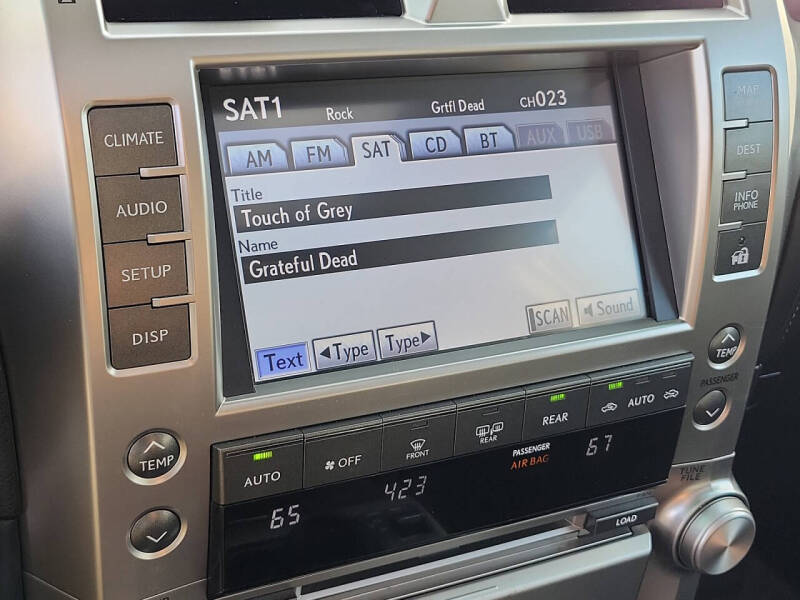 SAT1 Rock Grtfl Dead CH023
AM FM SAT CD BT AUX USB
Title
Touch of Grey
Name
Grateful Dead
Text ◀Type Type▶ SCAN Sound
CLIMATE
AUDIO
SETUP
DISP
MAP
DEST
INFO
PHONE
TEMP
TEMP
PASSENGER
AUTO
OFF
FRONT
REAR
REAR
AUTO
PASSENGER
AIR BAG
65 423 67
LOAD
TUNE
FILE